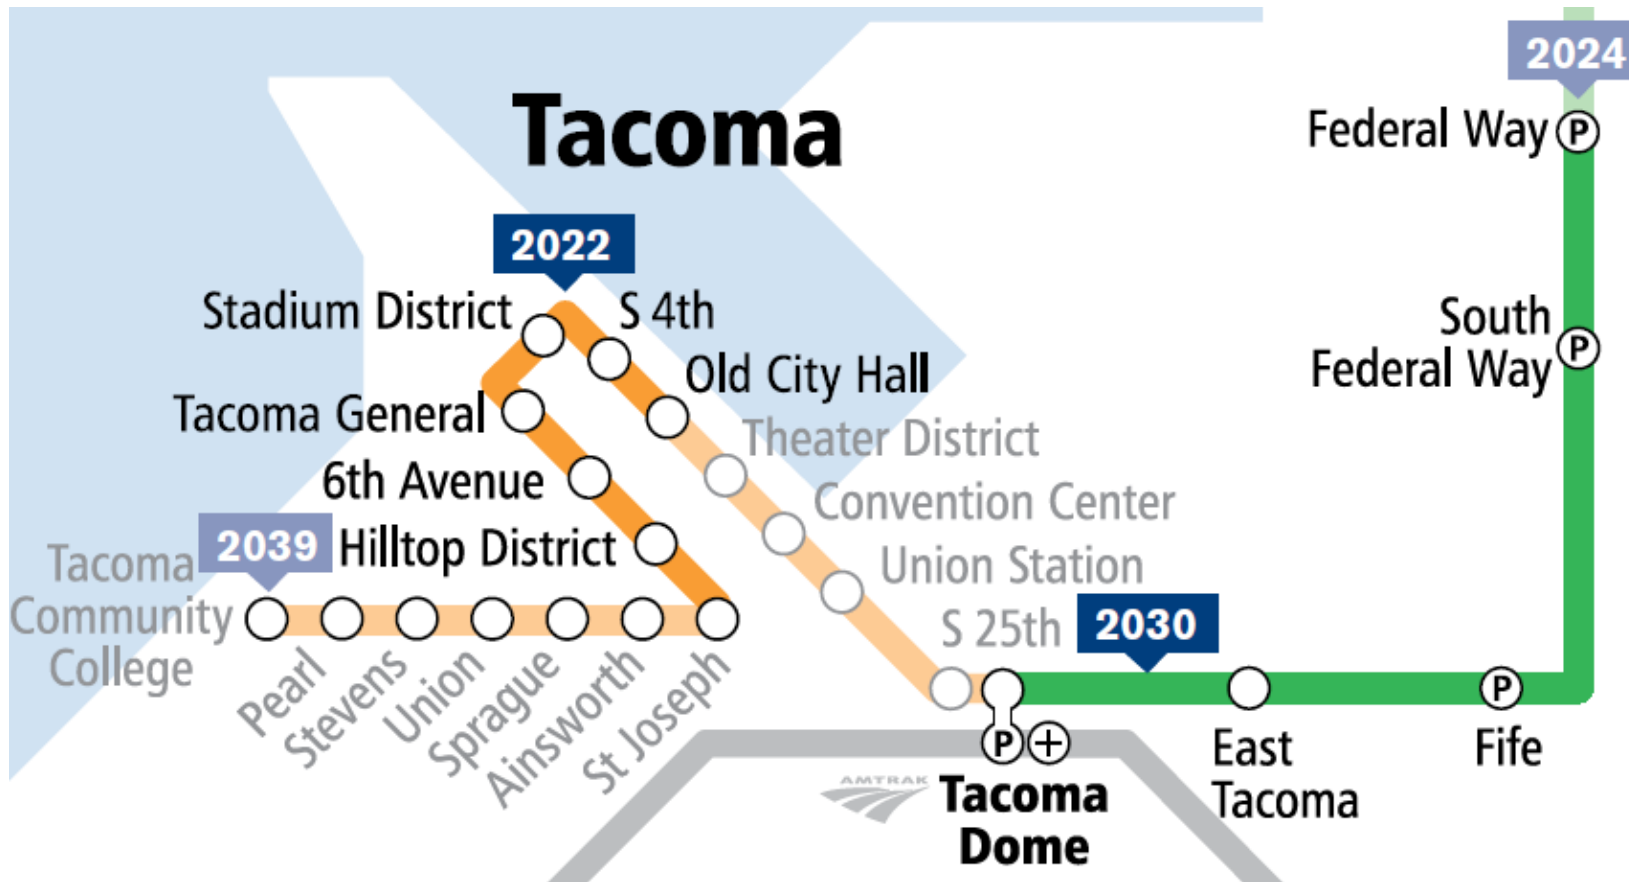 2024
Tacoma
Federal Way P
2022
Stadium District
S 4th
South
Federal Way P
Old City Hall
Tacoma General
Theater District
6th Avenue
Convention Center
2039
Hilltop District
Tacoma
Community
College
Union Station
S 25th
2030
Pearl
Stevens
Union
Sprague
Ainsworth
St Joseph
P
P
East
Tacoma
Fife
AMTRAK
Tacoma
Dome